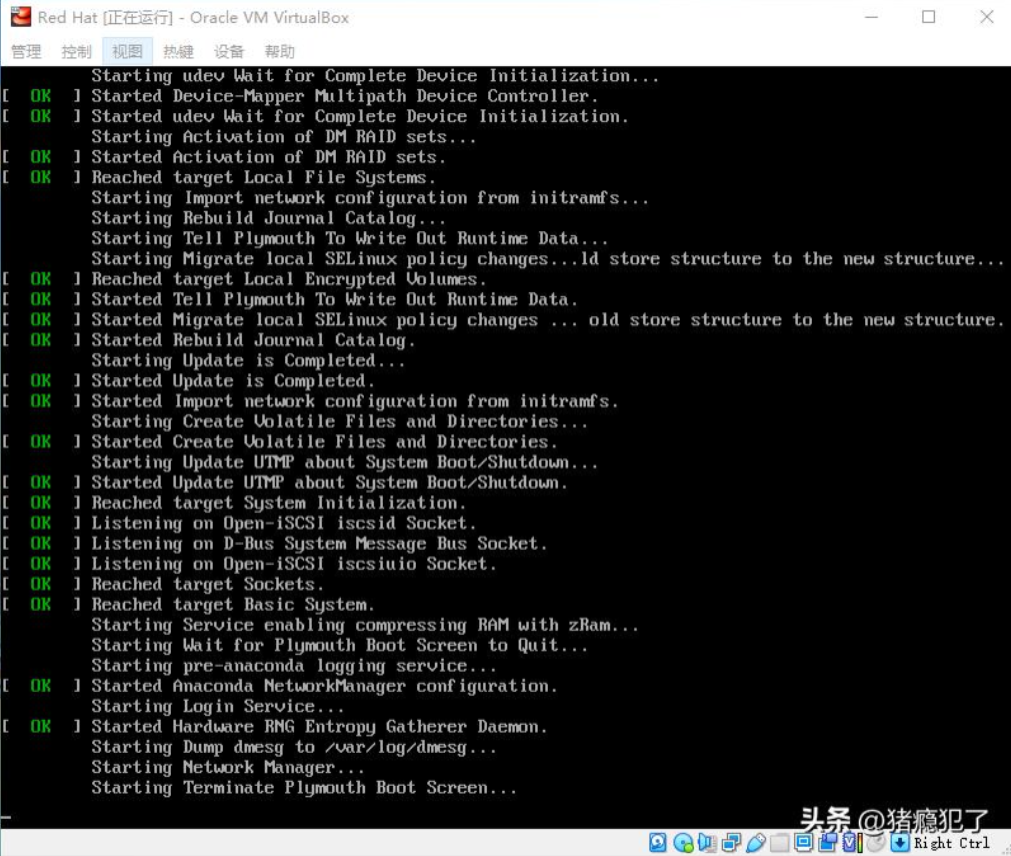 Red Hat [正在运行] - Oracle VM VirtualBox
管理 控制 视图 热键 设备 帮助
Starting udev Wait for Complete Device Initialization...
[ OK ] Started Device-Mapper Multipath Device Controller.
[ OK ] Started udev Wait for Complete Device Initialization.
Starting Activation of DM RAID sets...
[ OK ] Started Activation of DM RAID sets.
[ OK ] Reached target Local File Systems.
Starting Import network configuration from initramfs...
Starting Rebuild Journal Catalog...
Starting Tell Plymouth To Write Out Runtime Data...
Starting Migrate local SELinux policy changes...ld store structure to the new structure...
[ OK ] Reached target Local Encrypted Volumes.
[ OK ] Started Tell Plymouth To Write Out Runtime Data.
[ OK ] Started Migrate local SELinux policy changes ... old store structure to the new structure.
[ OK ] Started Rebuild Journal Catalog.
Starting Update is Completed...
[ OK ] Started Update is Completed.
[ OK ] Started Import network configuration from initramfs.
Starting Create Volatile Files and Directories...
[ OK ] Started Create Volatile Files and Directories.
Starting Update UTMP about System Boot/Shutdown...
[ OK ] Started Update UTMP about System Boot/Shutdown.
[ OK ] Reached target System Initialization.
[ OK ] Listening on Open-iSCSI iscsid Socket.
[ OK ] Listening on D-Bus System Message Bus Socket.
[ OK ] Listening on Open-iSCSI iscsiuio Socket.
[ OK ] Reached target Sockets.
[ OK ] Reached target Basic System.
Starting Service enabling compressing RAM with zRam...
Starting Wait for Plymouth Boot Screen to Quit...
Starting pre-anaconda logging service...
[ OK ] Started Anaconda NetworkManager configuration.
Starting Login Service...
[ OK ] Started Hardware RNG Entropy Gatherer Daemon.
Starting Dump dmesg to /var/log/dmesg...
Starting Network Manager...
Starting Terminate Plymouth Boot Screen...
头条 @猪瘾犯了
Right Ctrl